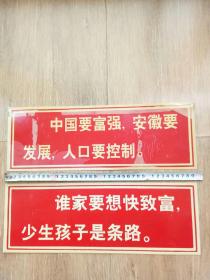 中国要富强，安徽要
发展，人口要控制。
谁家要想快致富，
少生孩子是条路。